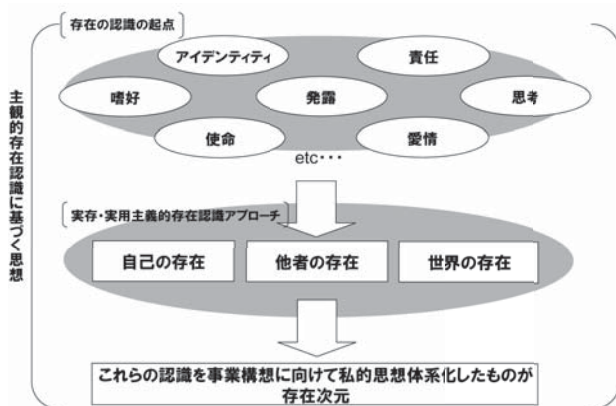 存在の認識の起点
アイデンティティ
責任
嗜好
発露
思考
使命
愛情
etc・・・
主観的存在認識に基づく思想
実存・実用主義的存在認識アプローチ
自己の存在
他者の存在
世界の存在
これらの認識を事業構想に向けて私的思想体系化したものが
存在次元